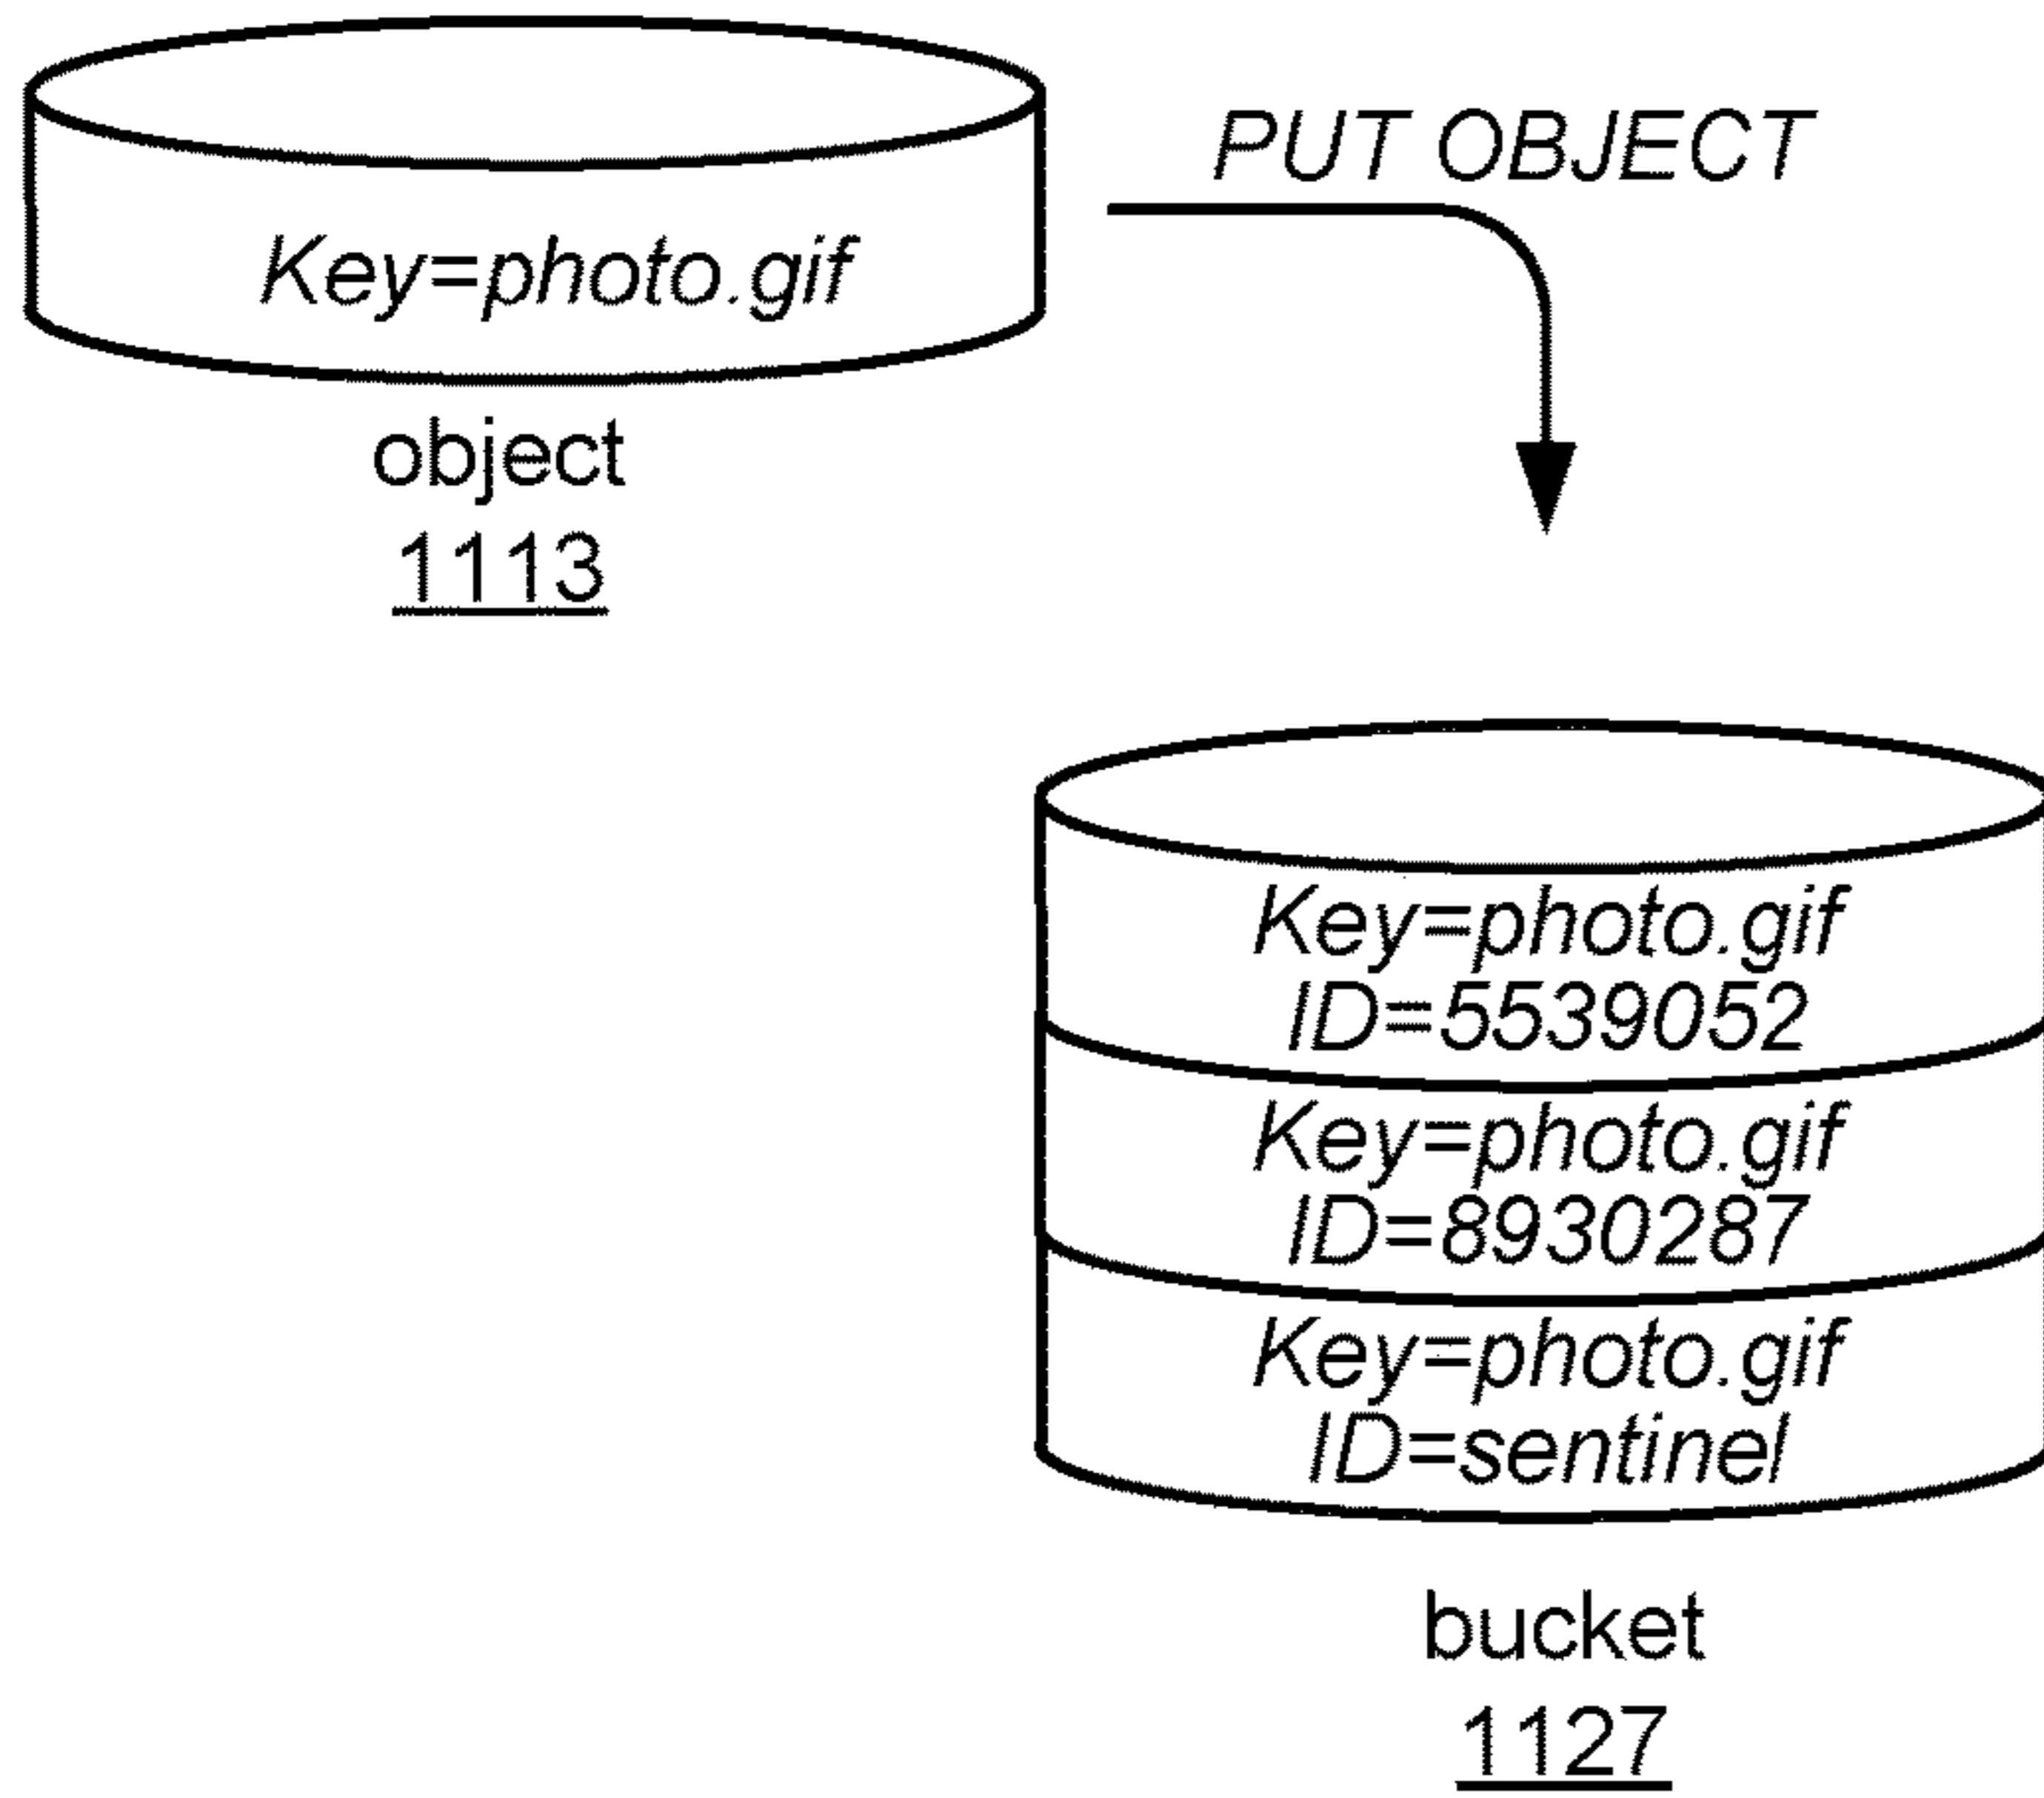 Key=photo.gif
object
1113
PUT OBJECT
Key=photo.gif
ID=5539052
Key=photo.gif
ID=8930287
Key=photo.gif
ID=sentinel
bucket
1127